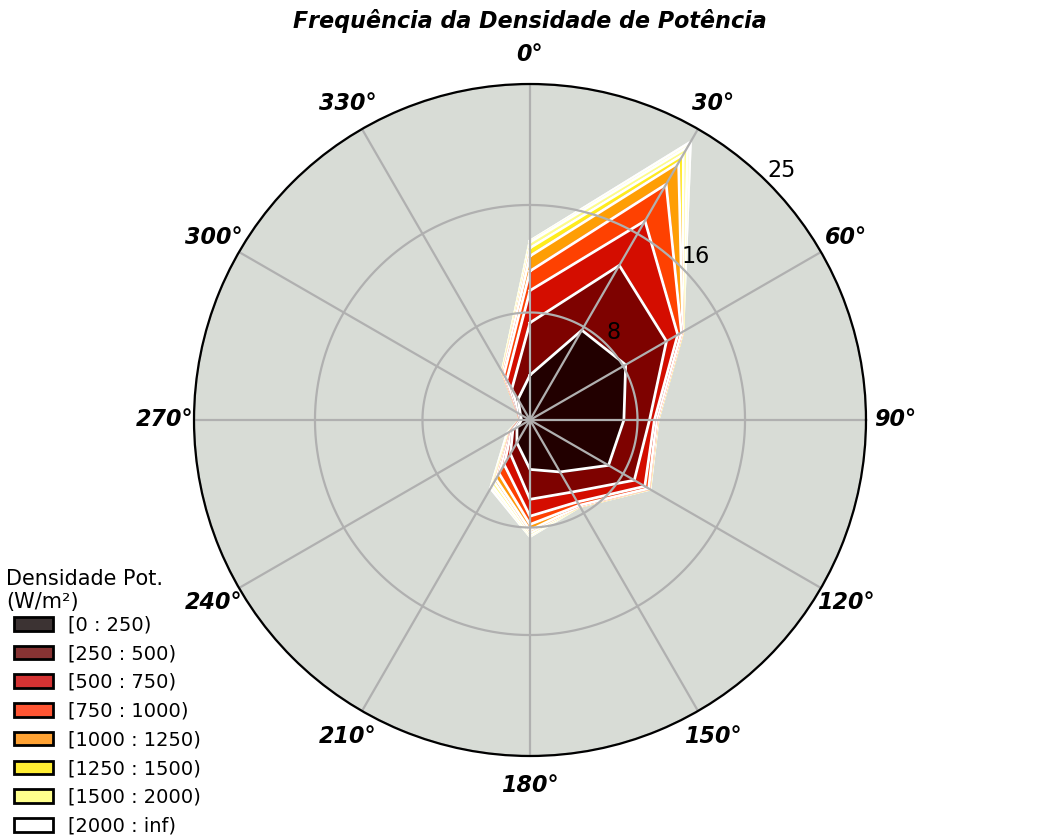 Frequência da Densidade de Potência
0°
330°
30°
25
300°
60°
16
8
270°
90°
240°
120°
210°
150°
180°
Densidade Pot.
(W/m²)
[0 : 250)
[250 : 500)
[500 : 750)
[750 : 1000)
[1000 : 1250)
[1250 : 1500)
[1500 : 2000)
[2000 : inf)